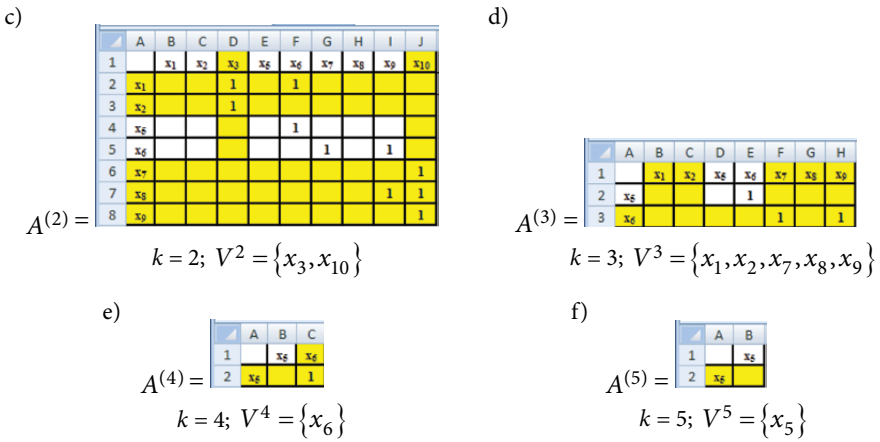 c)
A B C D E F G H I J
1 x₁ x₂ x₃ x₅ x₆ x₇ x₈ x₉ x₁₀
2 x₁ 1 1
3 x₂ 1
4 x₅ 1
5 x₆ 1 1
6 x₇ 1
7 x₈ 1 1
8 x₉ 1
A⁽²⁾ =
k = 2; V² = {x₃, x₁₀}
d)
A B C D E F G H
1 x₁ x₂ x₅ x₆ x₇ x₈ x₉
2 x₅ 1
3 x₆ 1 1
A⁽³⁾ =
k = 3; V³ = {x₁, x₂, x₇, x₈, x₉}
e)
A B C
1 x₅ x₆
2 x₅ 1
A⁽⁴⁾ =
k = 4; V⁴ = {x₆}
f)
A B
1 x₅
2 x₅
A⁽⁵⁾ =
k = 5; V⁵ = {x₅}